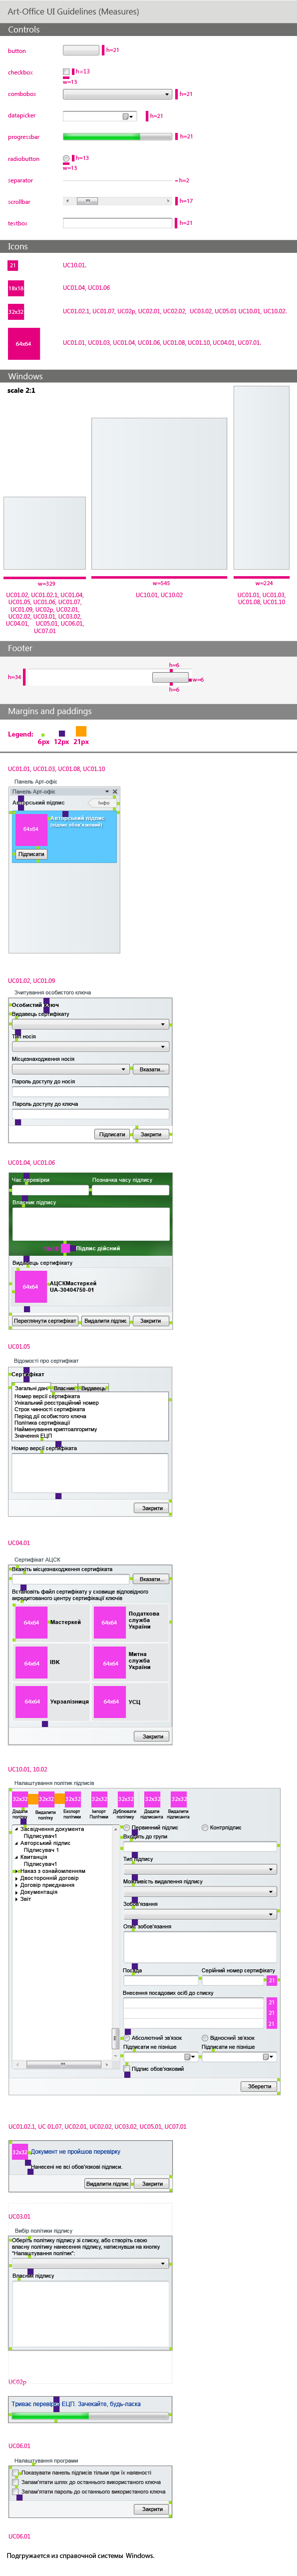 Art-Office UI Guidelines (Measures)
Controls
button h=21
checkbox h=13
w=13
combobox h=21
datapicker h=21
progressbar h=21
radiobutton h=13
w=13
separator h=2
scrollbar h=17
testbox h=21
Icons
21 UC10.01.
18x58 UC01.04, UC01.06
32x32 UC01.02.1, UC01.07, UC02p, UC02.01, UC02.02, UC03.02, UC05.01 UC10.01, UC10.02.
64x64 UC01.01, UC01.03, UC01.04, UC01.06, UC01.08, UC01.10, UC04.01, UC07.01.
Windows
scale 2:1
w=329
UC01.02, UC01.02.1, UC01.04,
UC01.05, UC01.06, UC01.07,
UC01.09, UC02p, UC02.01,
UC02.02, UC03.01, UC03.02,
UC04.01, UC05.01, UC06.01,
UC07.01
w=545
UC10.01, UC10.02
w=224
UC01.01, UC01.03,
UC01.08, UC01.10
Footer
h=34
h=6
w=6
h=6
Margins and paddings
Legend:
6px 12px 21px
UC01.01, UC01.03, UC01.08, UC01.10
Панель Арт-офіс
Панель Арт-офіс
Авторський підпис Інфо
64x64
Авторський підпис
(підпис обов'язковий)
Підписати
UC01.02, UC01.09
Зчитування особистого ключа
Особистий ключ
Видавець сертифікату
Тип носія
Місцезнаходження носія
Вказати...
Пароль доступу до носія
Пароль доступу до ключа
Підписати Закрити
UC01.04, UC01.06
Час перевірки Позначка часу підпису
Власник підпису
Підпис дійсний
Видавець сертифікату
64x64
АЦСКМастеркей
UA-30404750-01
Переглянути сертифікат Видалити підпис Закрити
UC01.05
Відомості про сертифікат
Сертифікат
Загальні дані Власник Видавець
Номер версії сертифіката
Унікальний реєстраційний номер
Строк чинності сертифіката
Період дії особистого ключа
Політика сертифікації
Найменування криптоалгоритму
Значення ЕЦП
Номер версії сертифіката
Закрити
UC04.01
Сертифікат АЦСК
Вкажіть місцезнаходження сертифіката
Вказати...
Встановіть файл сертифікату у сховище відповідного
акредитованого центру сертифікації ключів
64x64 Мастеркей
64x64 Податкова
служба
України
64x64 ІВК
64x64 Митна
служба
України
64x64 Укрзалізниця
64x64 УСЦ
Закрити
UC10.01, 10.02
Налаштування політик підписів
32x32 32x32 32x32 32x32 32x32 32x32 32x32
Додати політику Видалити політику Експорт політики Імпорт Політики Дублювати політику Додати підписанта Видалити підписанта
Засвідчення документа
Підписувач1
Авторський підпис
Підписувач 1
Квитанція
Підписувач1
Наказ з ознайомленням
Двосторонній договір
Договір приєднання
Документація
Звіт
Первинний підпис Контрпідпис
Входить до групи
Тип підпису
Можливість видалення підпису
Зобов'язання
Опис зобов'язання
Посада Серійний номер сертифікату
21
Внесення посадових осіб до списку
21
21
21
Абсолютний зв'язок Відносний зв'язок
Підписати не пізніше Підписати не пізніше
Підпис обов'язковий
Зберегти
UC01.02.1, UC 01.07, UC02.01, UC02.02, UC03.02, UC05.01, UC07.01
32x32 Документ не пройшов перевірку
Нанесені не всі обов'язкові підписи.
Видалити підпис Закрити
UC03.01
Вибір політики підпису
Оберіть політику підпису зі списку, або створіть свою
власну політику нанесення підпису, натиснувши на кнопку
"Налаштування політик":
Власник підпису
UC02p
Триває перевірка ЕЦП. Зачекайте, будь-ласка
UC06.01
Налаштування програми
Показувати панель підписів тільки при їх наявності
Запам'ятати шлях до останнього використаного ключа
Запам'ятати пароль до останнього використаного ключа
Закрити
UC06.01
Подгружается из справочной системы Windows.